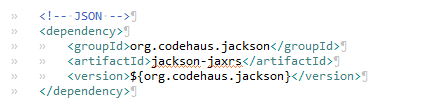 <!-- JSON -->
<dependency>
<groupId>org.codehaus.jackson</groupId>
<artifactId>jackson-jaxrs</artifactId>
<version>${org.codehaus.jackson}</version>
</dependency>